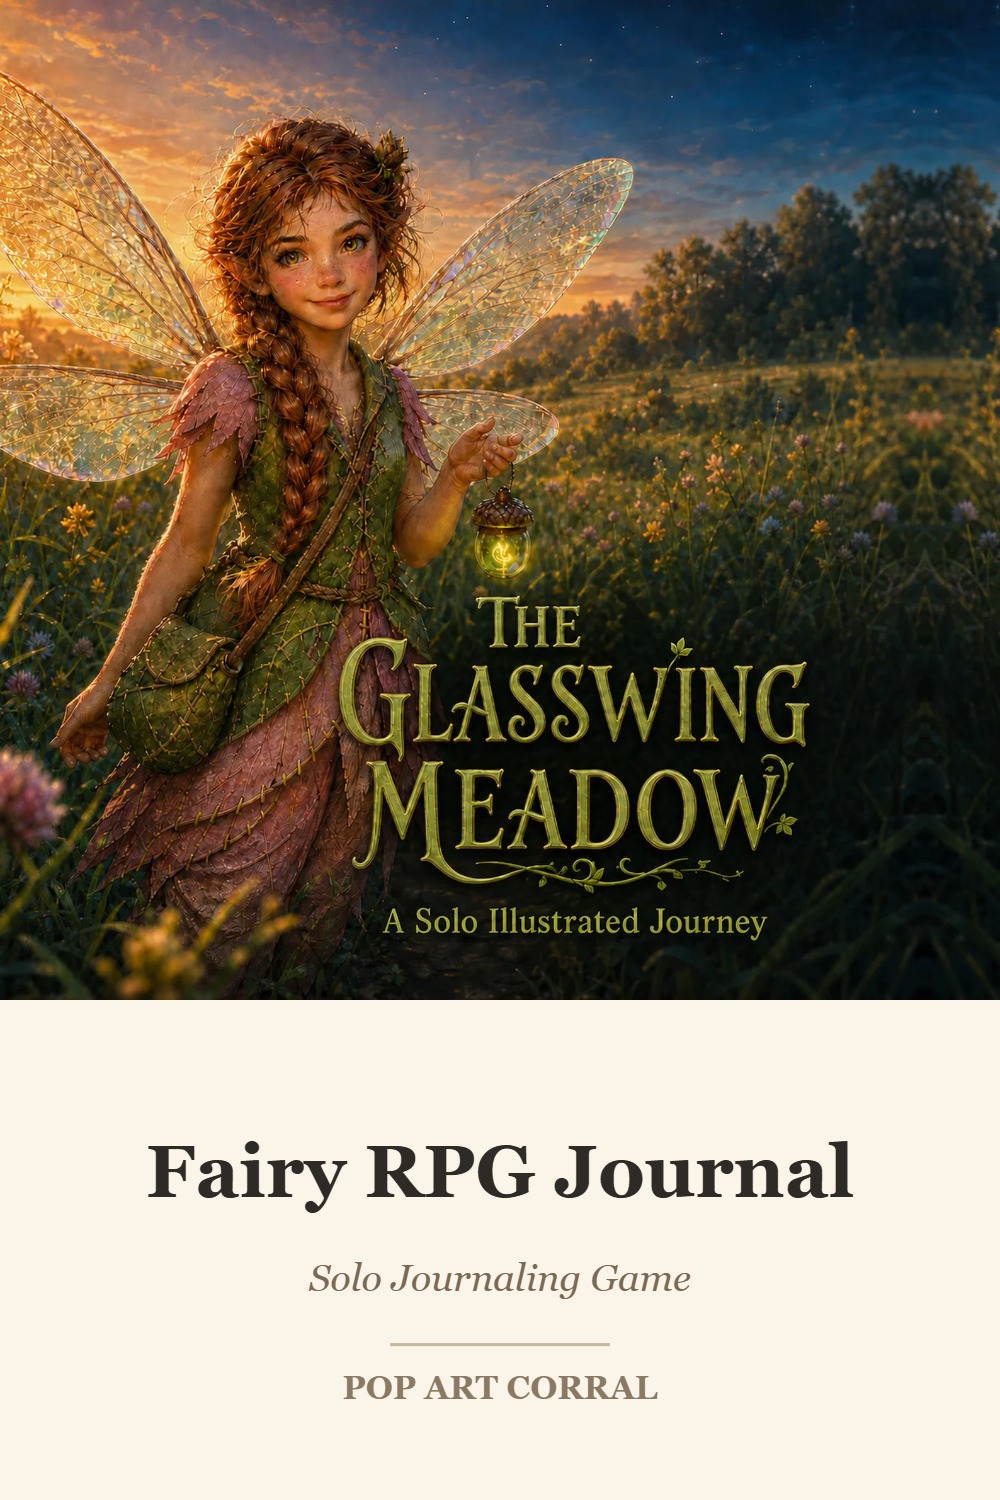 THE
GLASSWING
MEADOW
A Solo Illustrated Journey
Fairy RPG Journal
Solo Journaling Game
POP ART CORRAL